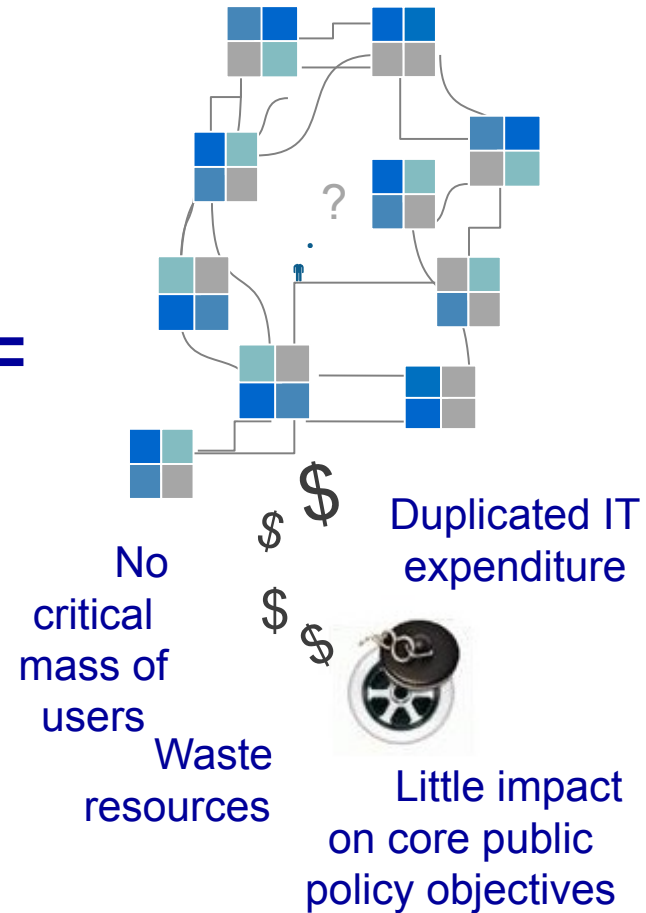 ?
=
$
$
Duplicated IT
expenditure
No
critical
mass of
users
$
$
Waste
resources
Little impact
on core public
policy objectives